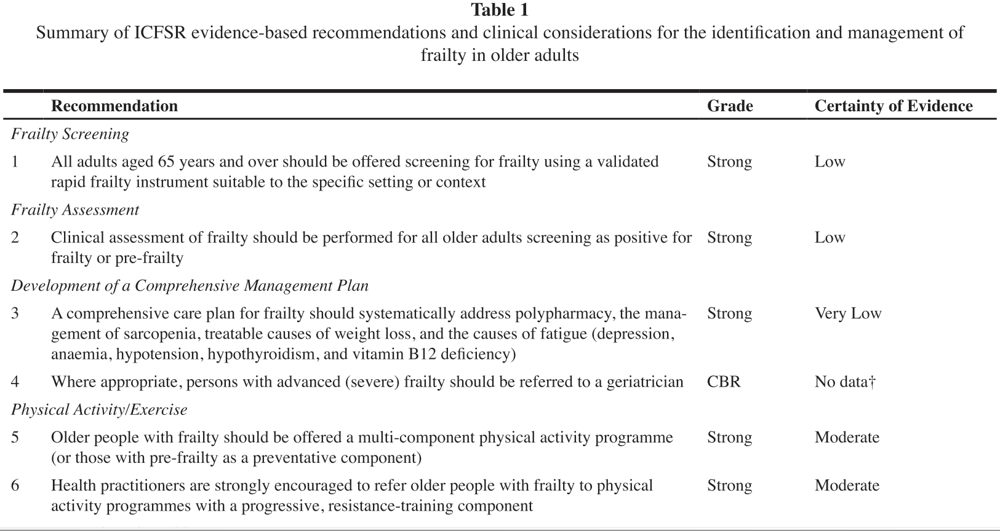 Table 1
Summary of ICFSR evidence-based recommendations and clinical considerations for the identification and management of
frailty in older adults
Recommendation Grade Certainty of Evidence
Frailty Screening
1 All adults aged 65 years and over should be offered screening for frailty using a validated Strong Low
rapid frailty instrument suitable to the specific setting or context
Frailty Assessment
2 Clinical assessment of frailty should be performed for all older adults screening as positive for Strong Low
frailty or pre-frailty
Development of a Comprehensive Management Plan
3 A comprehensive care plan for frailty should systematically address polypharmacy, the mana- Strong Very Low
gement of sarcopenia, treatable causes of weight loss, and the causes of fatigue (depression,
anaemia, hypotension, hypothyroidism, and vitamin B12 deficiency)
4 Where appropriate, persons with advanced (severe) frailty should be referred to a geriatrician CBR No data†
Physical Activity/Exercise
5 Older people with frailty should be offered a multi-component physical activity programme Strong Moderate
(or those with pre-frailty as a preventative component)
6 Health practitioners are strongly encouraged to refer older people with frailty to physical Strong Moderate
activity programmes with a progressive, resistance-training component